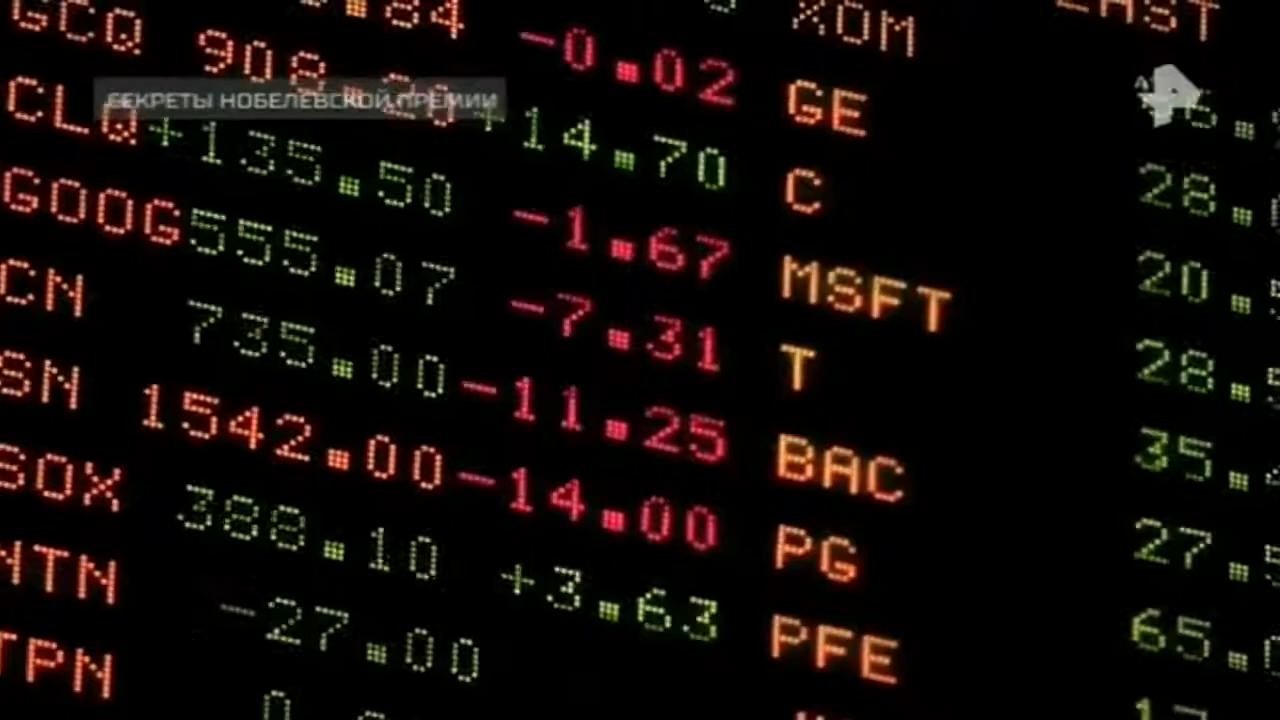 XOM
GCQ 908.20 -0.02 GE
СЕКРЕТЫ НОБЕЛЕВСКОЙ ПРЕМИИ
CLQ +135.50 +14.70 C 28.
GOOG 555.07 -1.67 MSFT 20.
CN 735.00 -7.31 T 28.
SN 1542.00 -11.25 BAC 35.
SOX 388.10 -14.00 PG 27.
-27.00 +3.63 PFE 65.
TPN